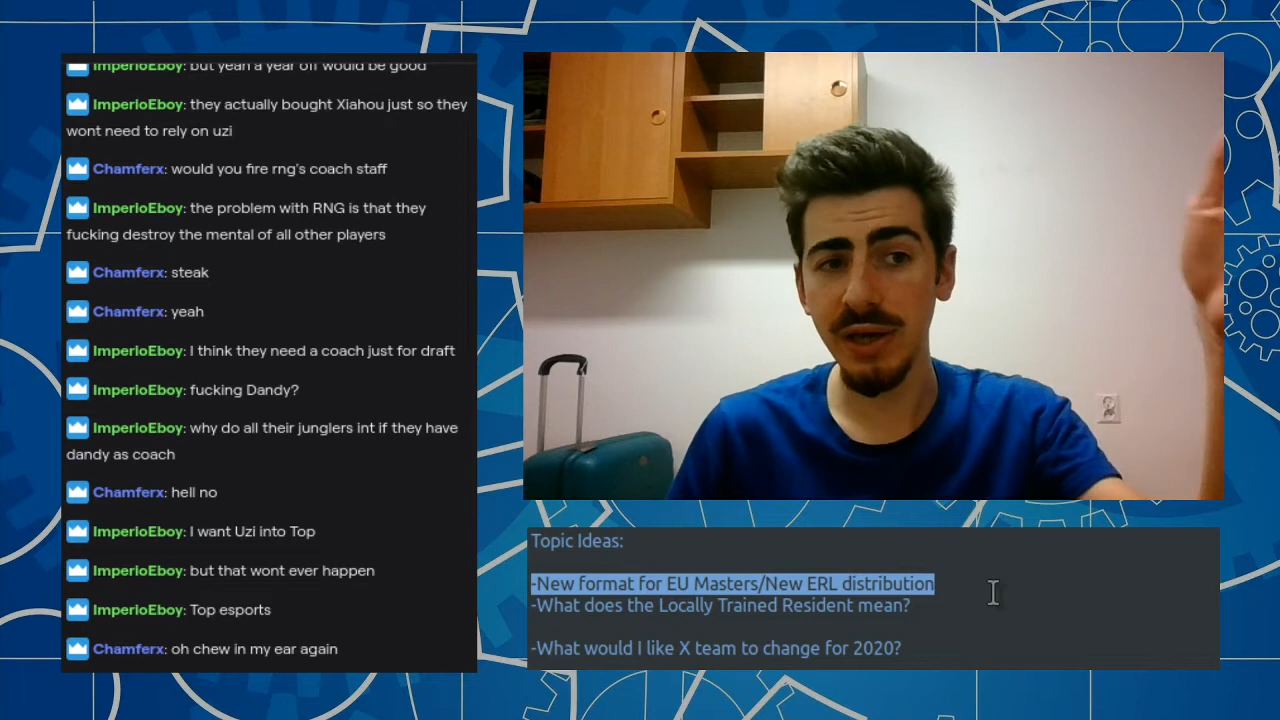 ImperioEboy: but yeah a year off would be good
ImperioEboy: they actually bought Xiahou just so they
wont need to rely on uzi
Chamferx: would you fire rng's coach staff
ImperioEboy: the problem with RNG is that they
fucking destroy the mental of all other players
Chamferx: steak
Chamferx: yeah
ImperioEboy: I think they need a coach just for draft
ImperioEboy: fucking Dandy?
ImperioEboy: why do all their junglers int if they have
dandy as coach
Chamferx: hell no
ImperioEboy: I want Uzi into Top
ImperioEboy: but that wont ever happen
ImperioEboy: Top esports
Chamferx: oh chew in my ear again
Topic Ideas:
-New format for EU Masters/New ERL distribution
-What does the Locally Trained Resident mean?
-What would I like X team to change for 2020?